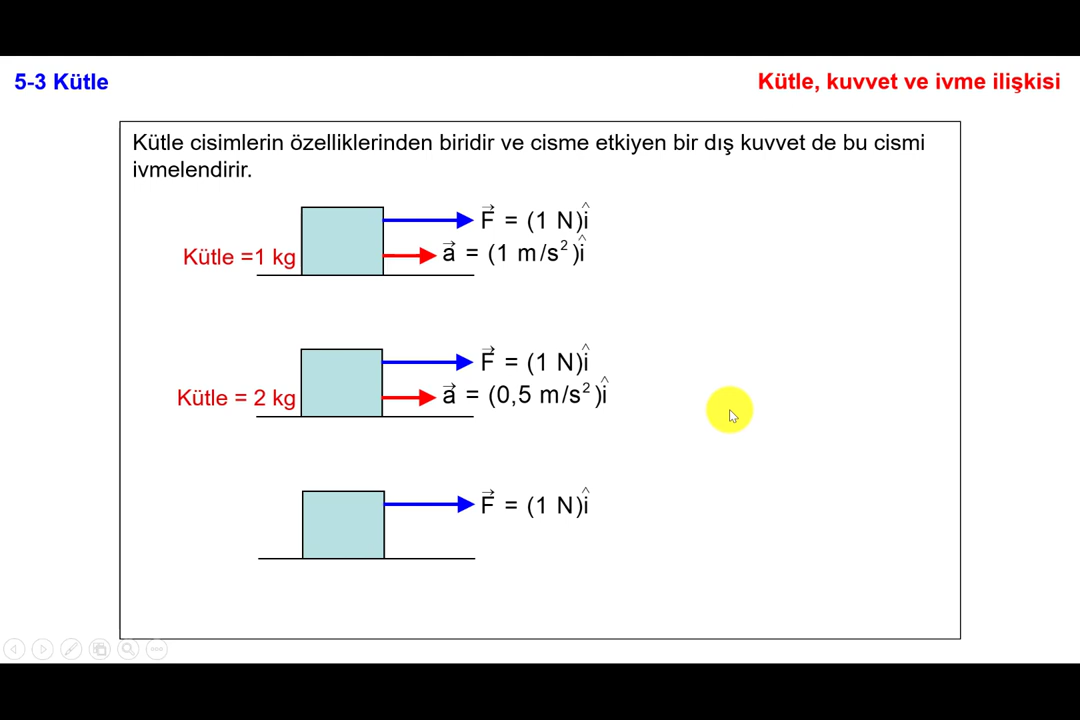 5-3 Kütle
Kütle, kuvvet ve ivme ilişkisi
Kütle cisimlerin özelliklerinden biridir ve cisme etkiyen bir dış kuvvet de bu cismi
ivmelendirir.
F⃗ = (1 N)î
Kütle =1 kg
a⃗ = (1 m/s²)î
F⃗ = (1 N)î
Kütle = 2 kg
a⃗ = (0,5 m/s²)î
F⃗ = (1 N)î